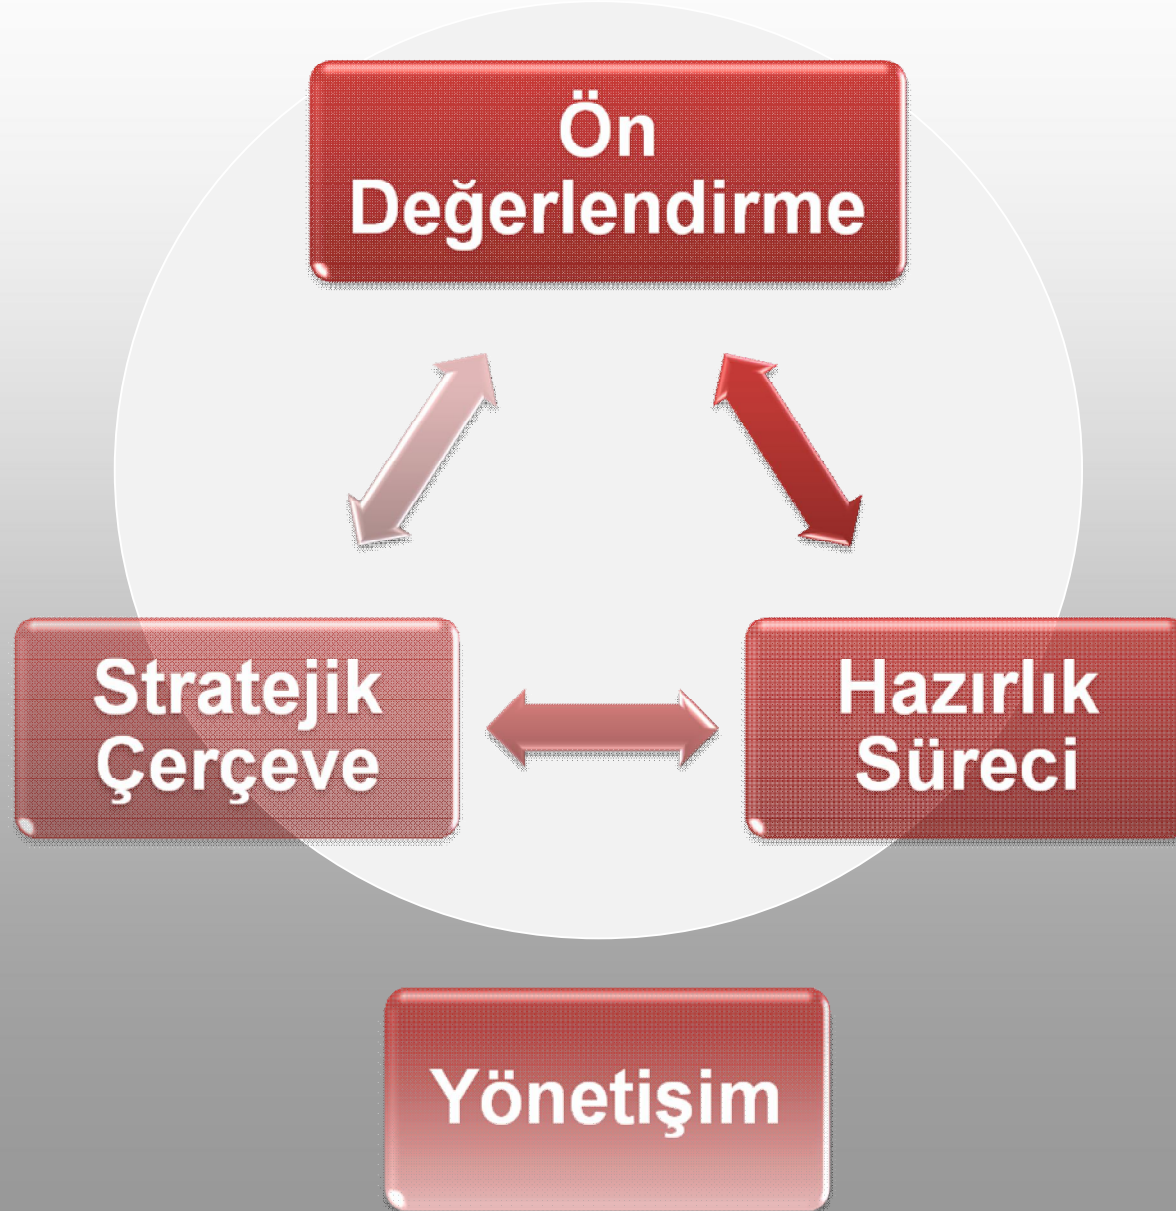 Ön
Değerlendirme
Stratejik
Çerçeve
Hazırlık
Süreci
Yönetişim